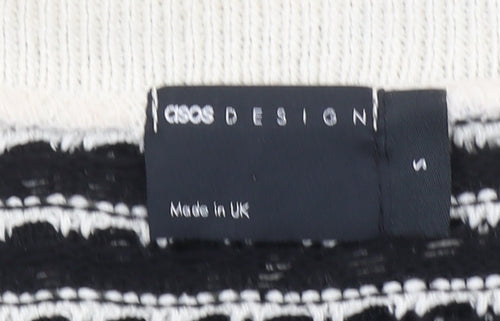 asos DESIGN
S
Made in UK